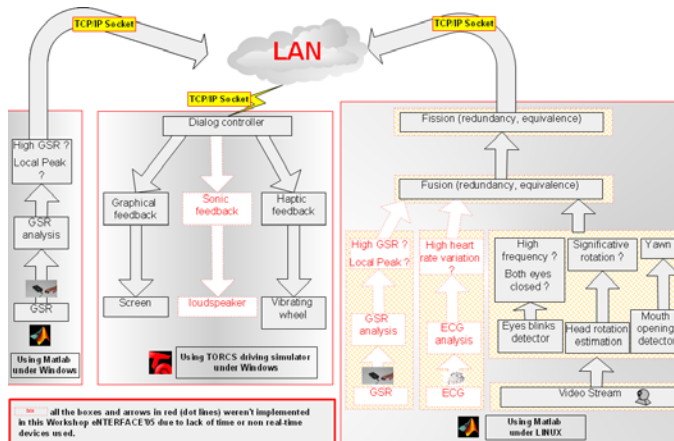 TCP/IP Socket
LAN
TCP/IP Socket
TCP/IP Socket
High GSR ?
Local Peak
?
GSR
analysis
GSR
Using Matlab
under Windows
Dialog controller
Graphical
feedback
Sonic
feedback
Haptic
feedback
Screen
loudspeaker
Vibrating
wheel
Using TORCS driving simulator
under Windows
Fission (redundancy, equivalence)
Fusion (redundancy, equivalence)
High GSR ?
Local Peak ?
High heart
rate variation
?
High
frequency ?
Both eyes
closed ?
Significative
rotation ?
Yawn ?
GSR
analysis
ECG
analysis
Eyes blinks
detector
Head rotation
estimation
Mouth
opening
detector
GSR
ECG
Video Stream
Using Matlab
under LINUX
all the boxes and arrows in red (dot lines) weren't implemented
in this Workshop eNTERFACE'05 due to lack of time or non real-time
devices used.